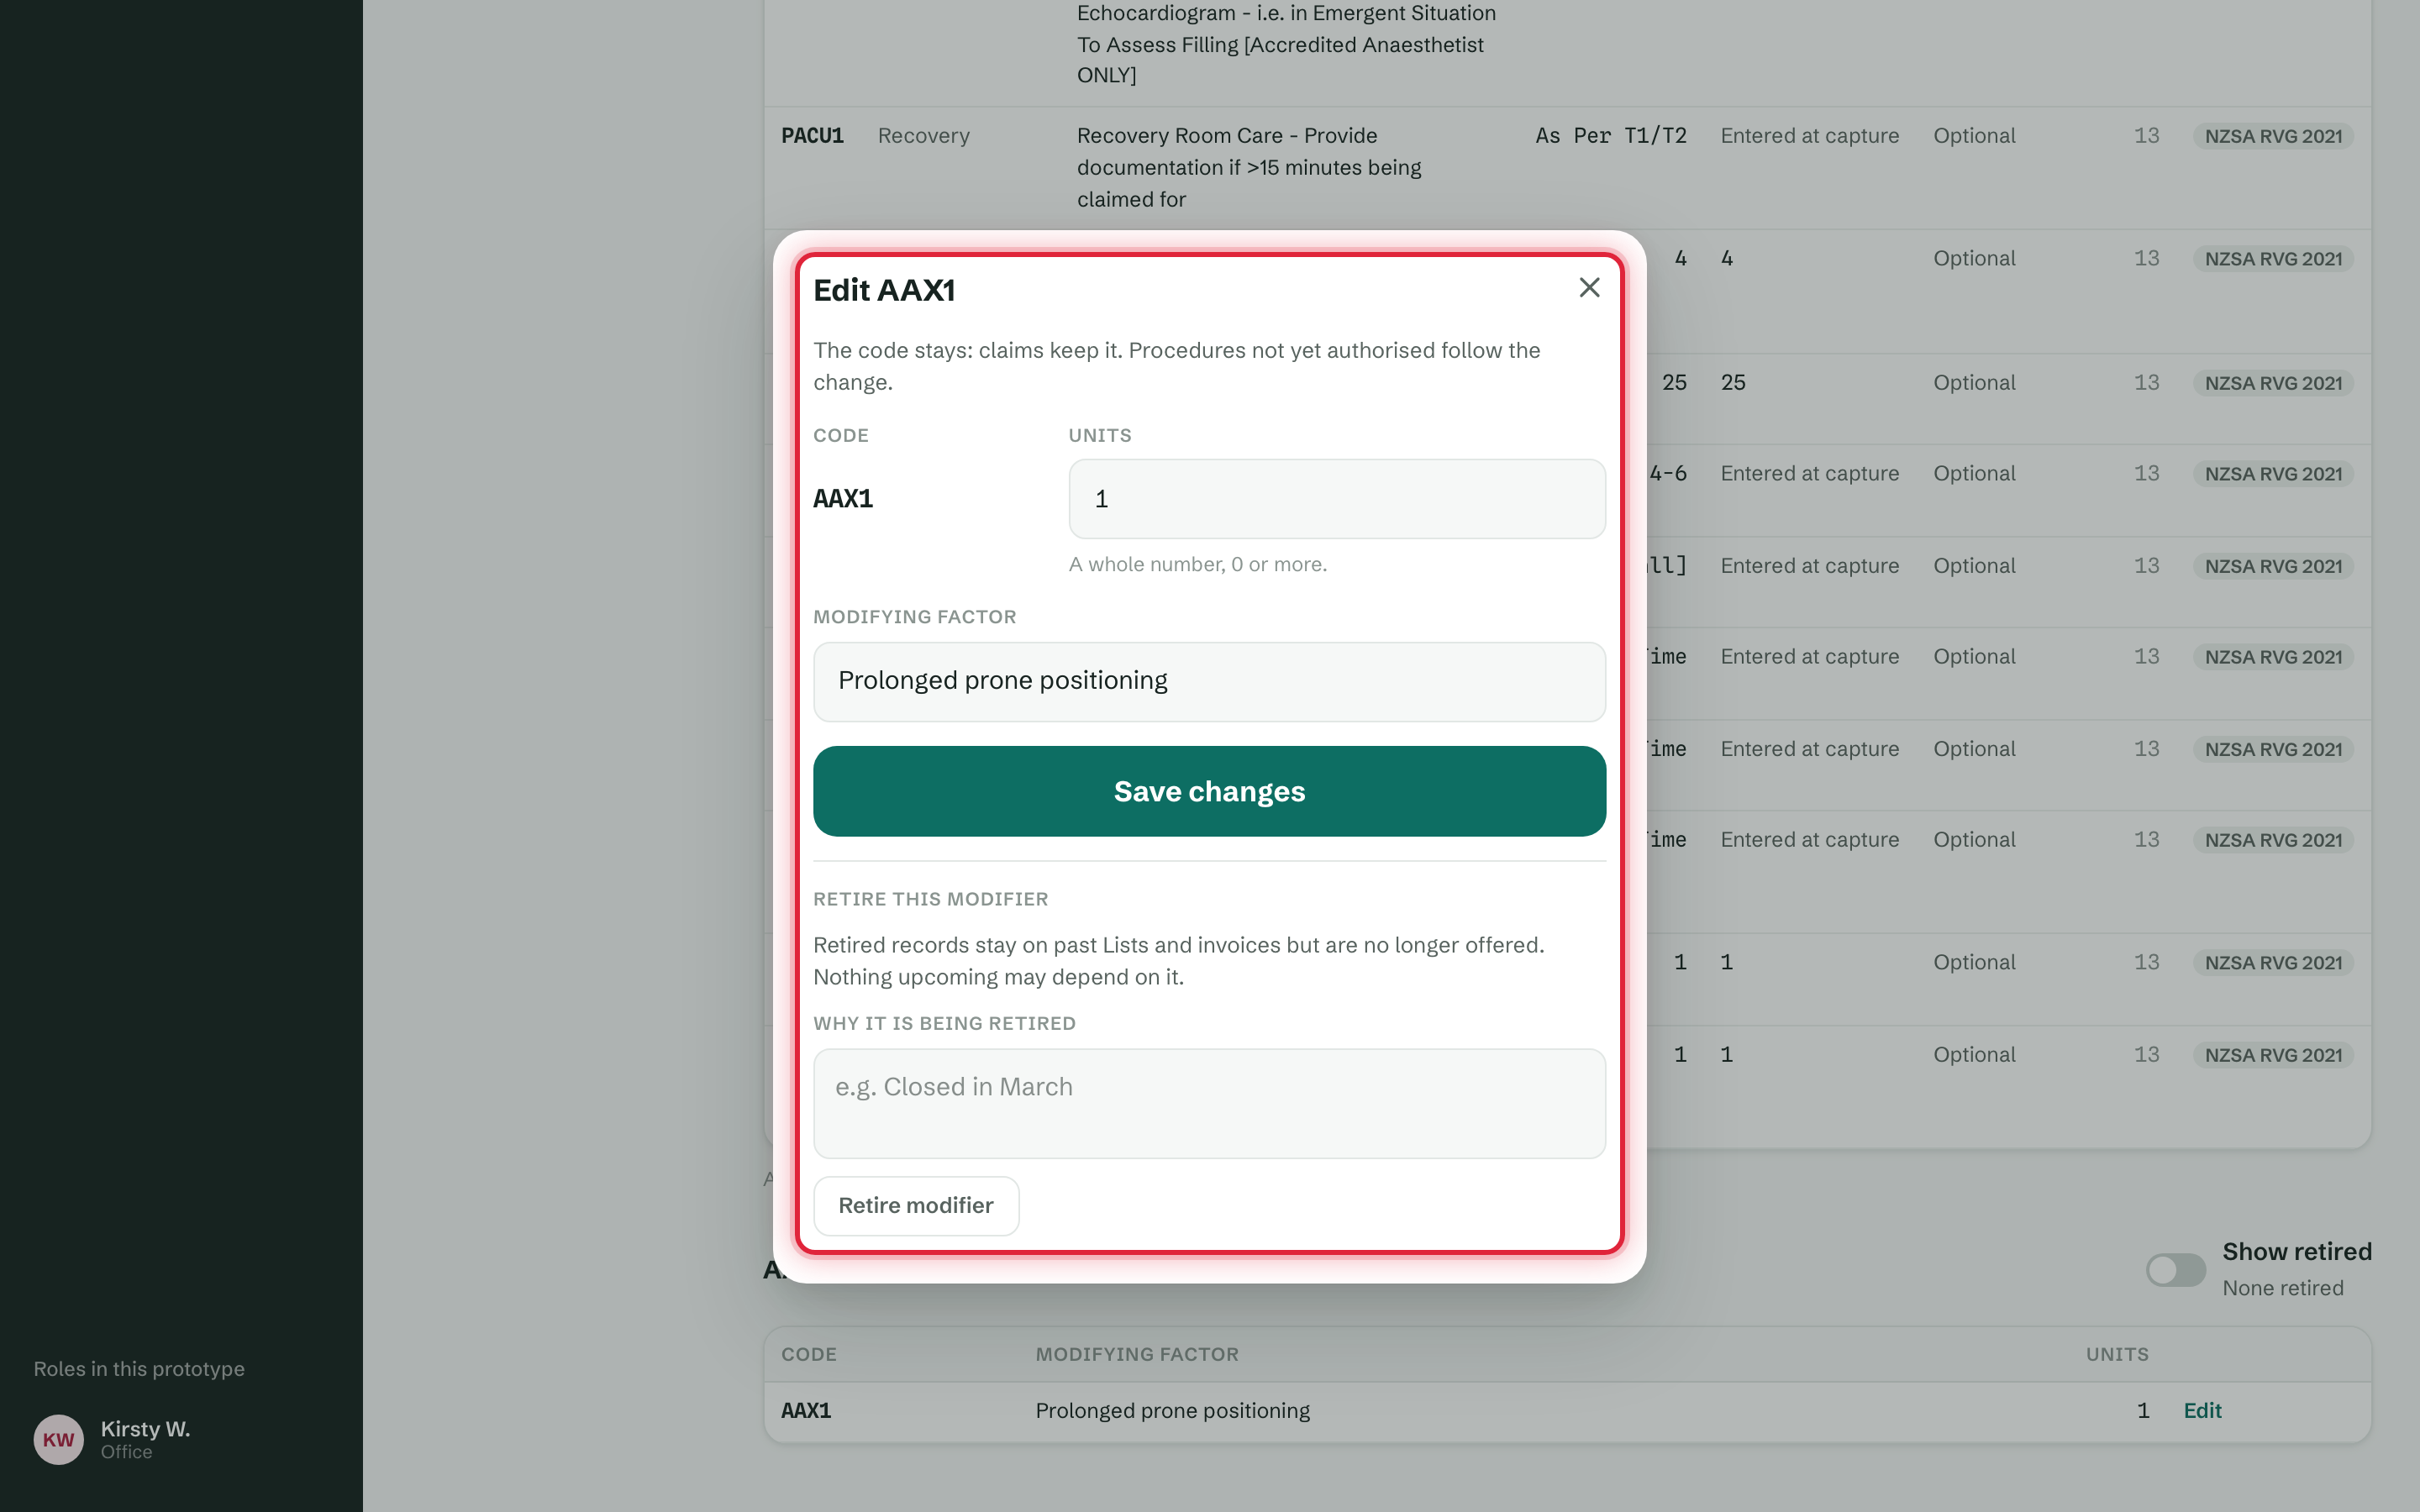 Echocardiogram - i.e. in Emergent Situation
To Assess Filling [Accredited Anaesthetist
ONLY]
PACU1 Recovery Recovery Room Care - Provide As Per T1/T2 Entered at capture Optional 13 NZSA RVG 2021
documentation if >15 minutes being
claimed for
4 4 Optional 13 NZSA RVG 2021
Edit AAX1
The code stays: claims keep it. Procedures not yet authorised follow the
change.
25 25 Optional 13 NZSA RVG 2021
CODE UNITS
4-6 Entered at capture Optional 13 NZSA RVG 2021
AAX1 1
A whole number, 0 or more.
Entered at capture Optional 13 NZSA RVG 2021
MODIFYING FACTOR
Entered at capture Optional 13 NZSA RVG 2021
Prolonged prone positioning
Entered at capture Optional 13 NZSA RVG 2021
Save changes
Entered at capture Optional 13 NZSA RVG 2021
RETIRE THIS MODIFIER
Retired records stay on past Lists and invoices but are no longer offered.
Nothing upcoming may depend on it.
1 1 Optional 13 NZSA RVG 2021
WHY IT IS BEING RETIRED
1 1 Optional 13 NZSA RVG 2021
e.g. Closed in March
Retire modifier
Show retired
None retired
CODE MODIFYING FACTOR UNITS
AAX1 Prolonged prone positioning 1 Edit
Roles in this prototype
KW
Kirsty W.
Office